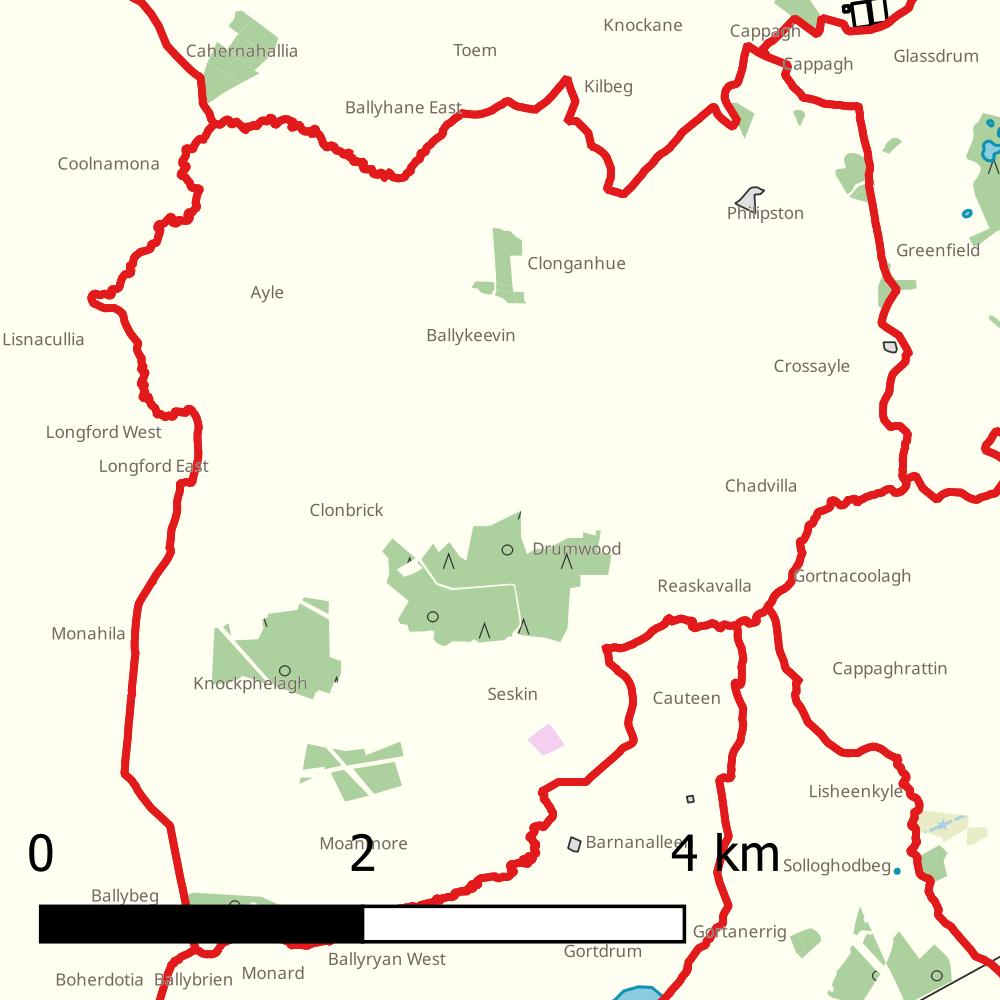 Knockane
Cappagh
Cahernahallia
Toem
Glassdrum
Cappagh
Kilbeg
Ballyhane East
Coolnamona
Philipston
Greenfield
Clonganhue
Ayle
Ballykeevin
Lisnacullia
Crossayle
Longford West
Longford East
Chadvilla
Clonbrick
Drumwood
Gortnacoolagh
Reaskavalla
Monahila
Cappaghrattin
Knockphelagh
Seskin
Cauteen
Lisheenkyle
Moanmore
Barnanallee
0 2 4 km
Solloghodbeg
Ballybeg
Gortanerrig
Gortdrum
Ballyryan West
Monard
Boherdotia
Ballybrien